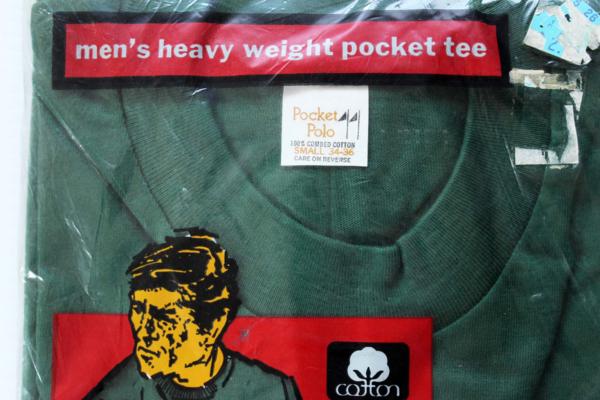 men's heavy weight pocket tee
Pocket
Polo
100% COMBED COTTON
SMALL 34-36
CARE ON REVERSE
cotton